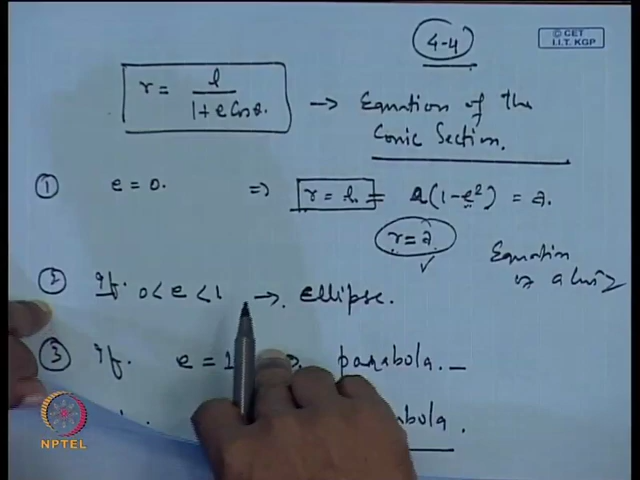 4-4
© CET
I.I.T. KGP
r = l / 1+e Cosθ. → Equation of the
Conic Section.
① e = 0. ⇒ r = l. = a(1-e²) = a.
r = a
✓
Equation
of a
② If. 0 < e < 1 → . Ellipse.
③ If. e = 1 parabola. _
bola.
NPTEL